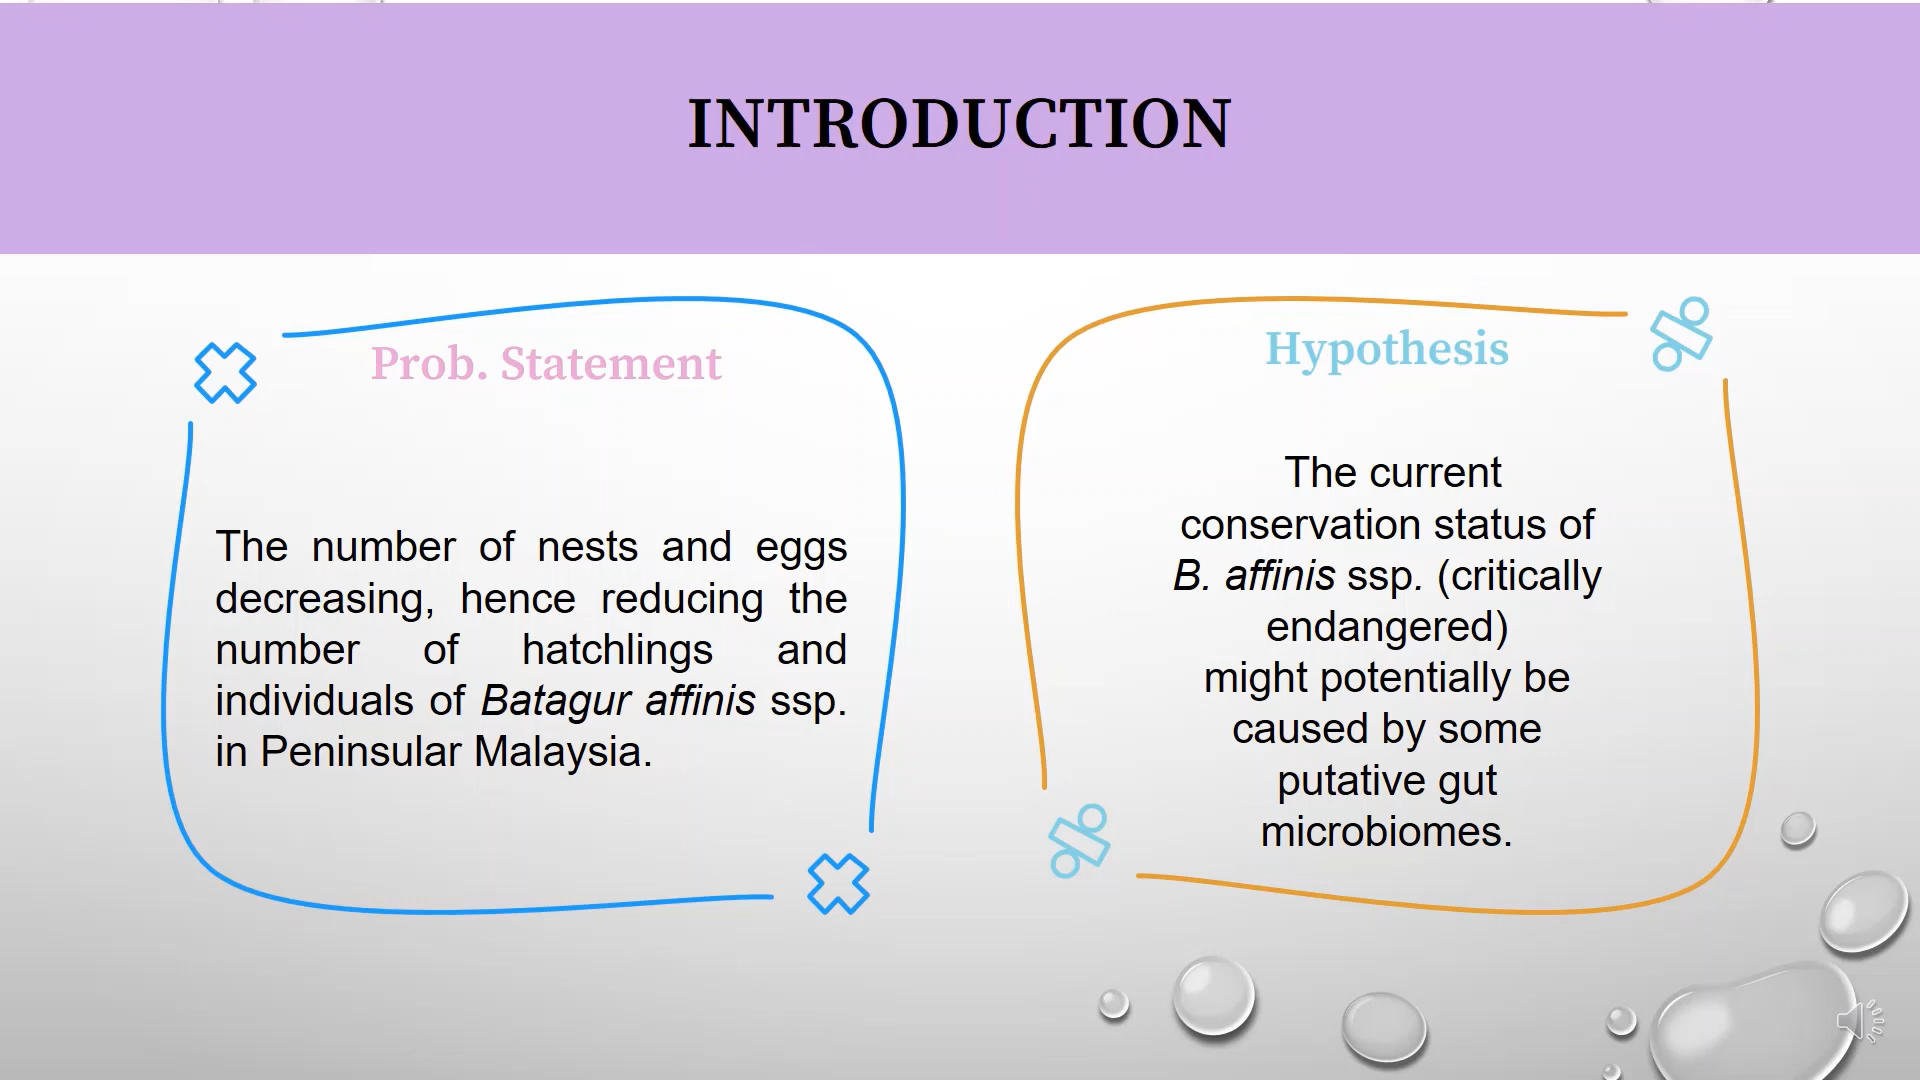 INTRODUCTION
Prob. Statement
The number of nests and eggs
decreasing, hence reducing the
number of hatchlings and
individuals of Batagur affinis ssp.
in Peninsular Malaysia.
Hypothesis
The current
conservation status of
B. affinis ssp. (critically
endangered)
might potentially be
caused by some
putative gut
microbiomes.